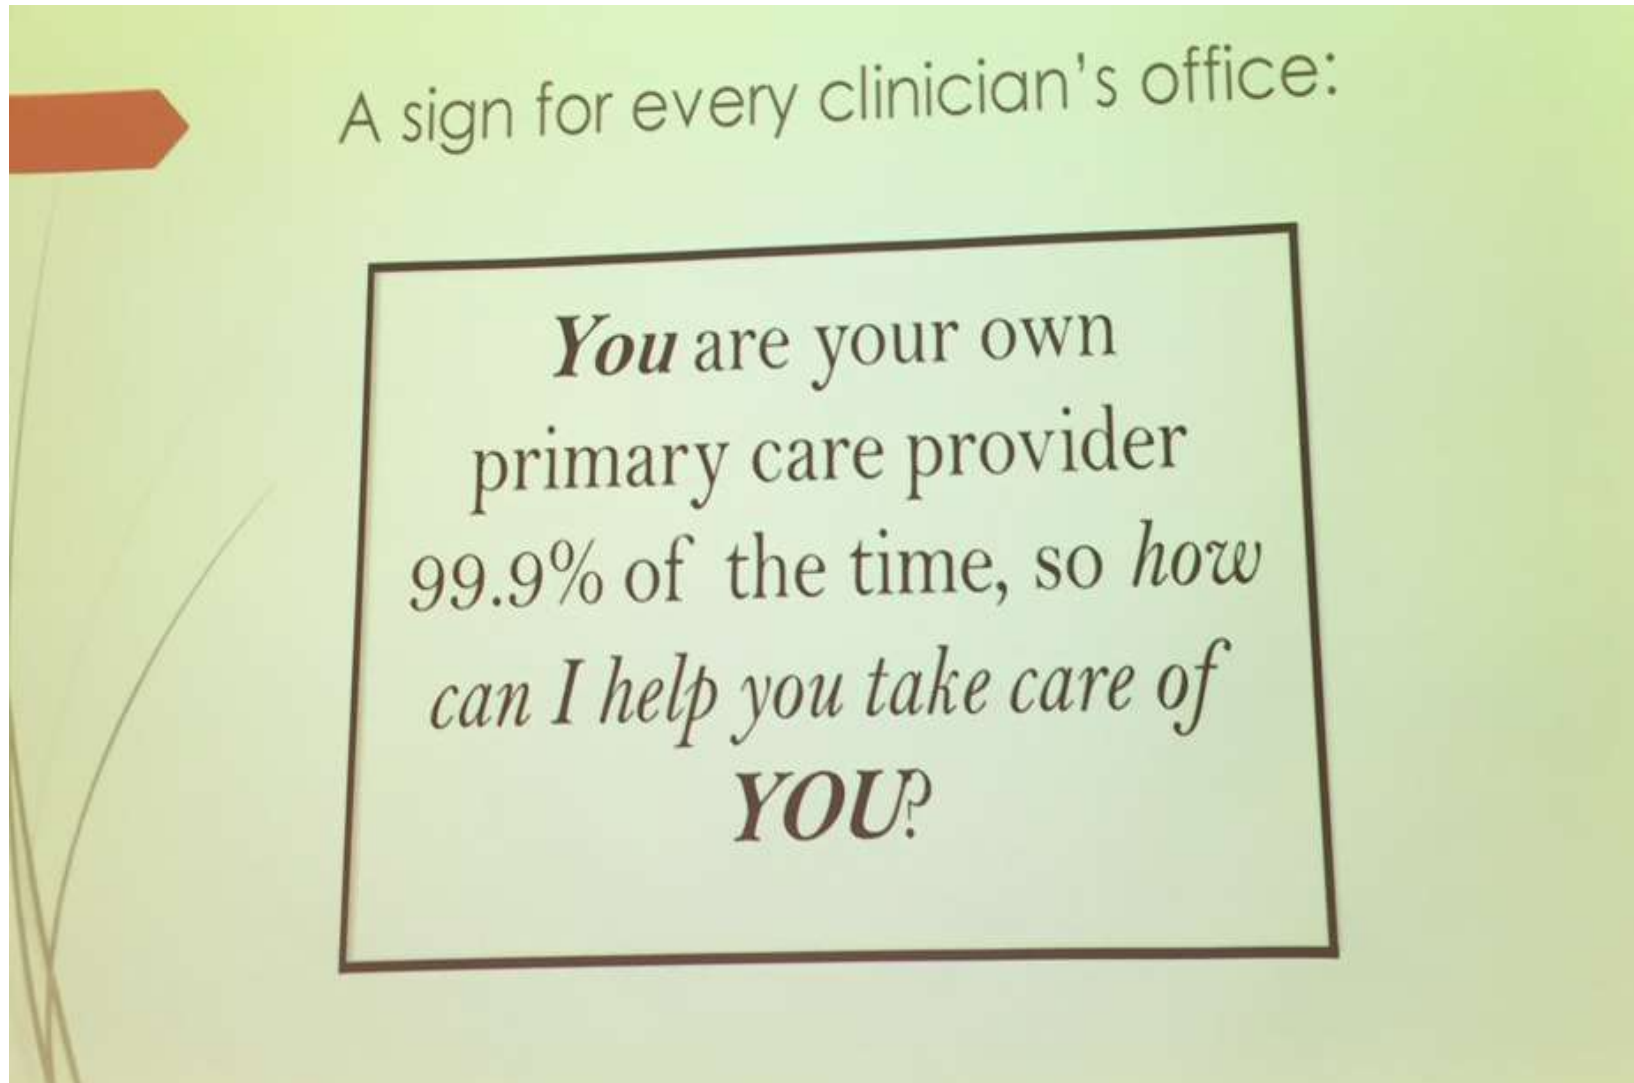 A sign for every clinician's office:
You are your own
primary care provider
99.9% of the time, so how
can I help you take care of
YOU?